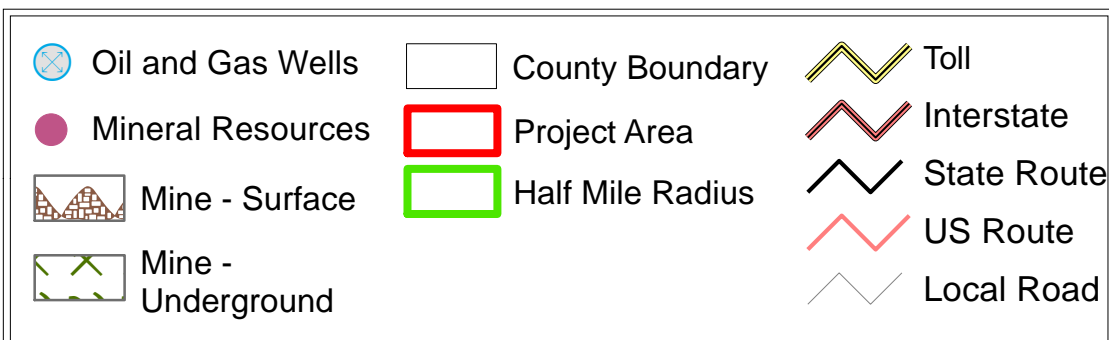 Oil and Gas Wells
Mineral Resources
Mine - Surface
Mine -
Underground
County Boundary
Project Area
Half Mile Radius
Toll
Interstate
State Route
US Route
Local Road